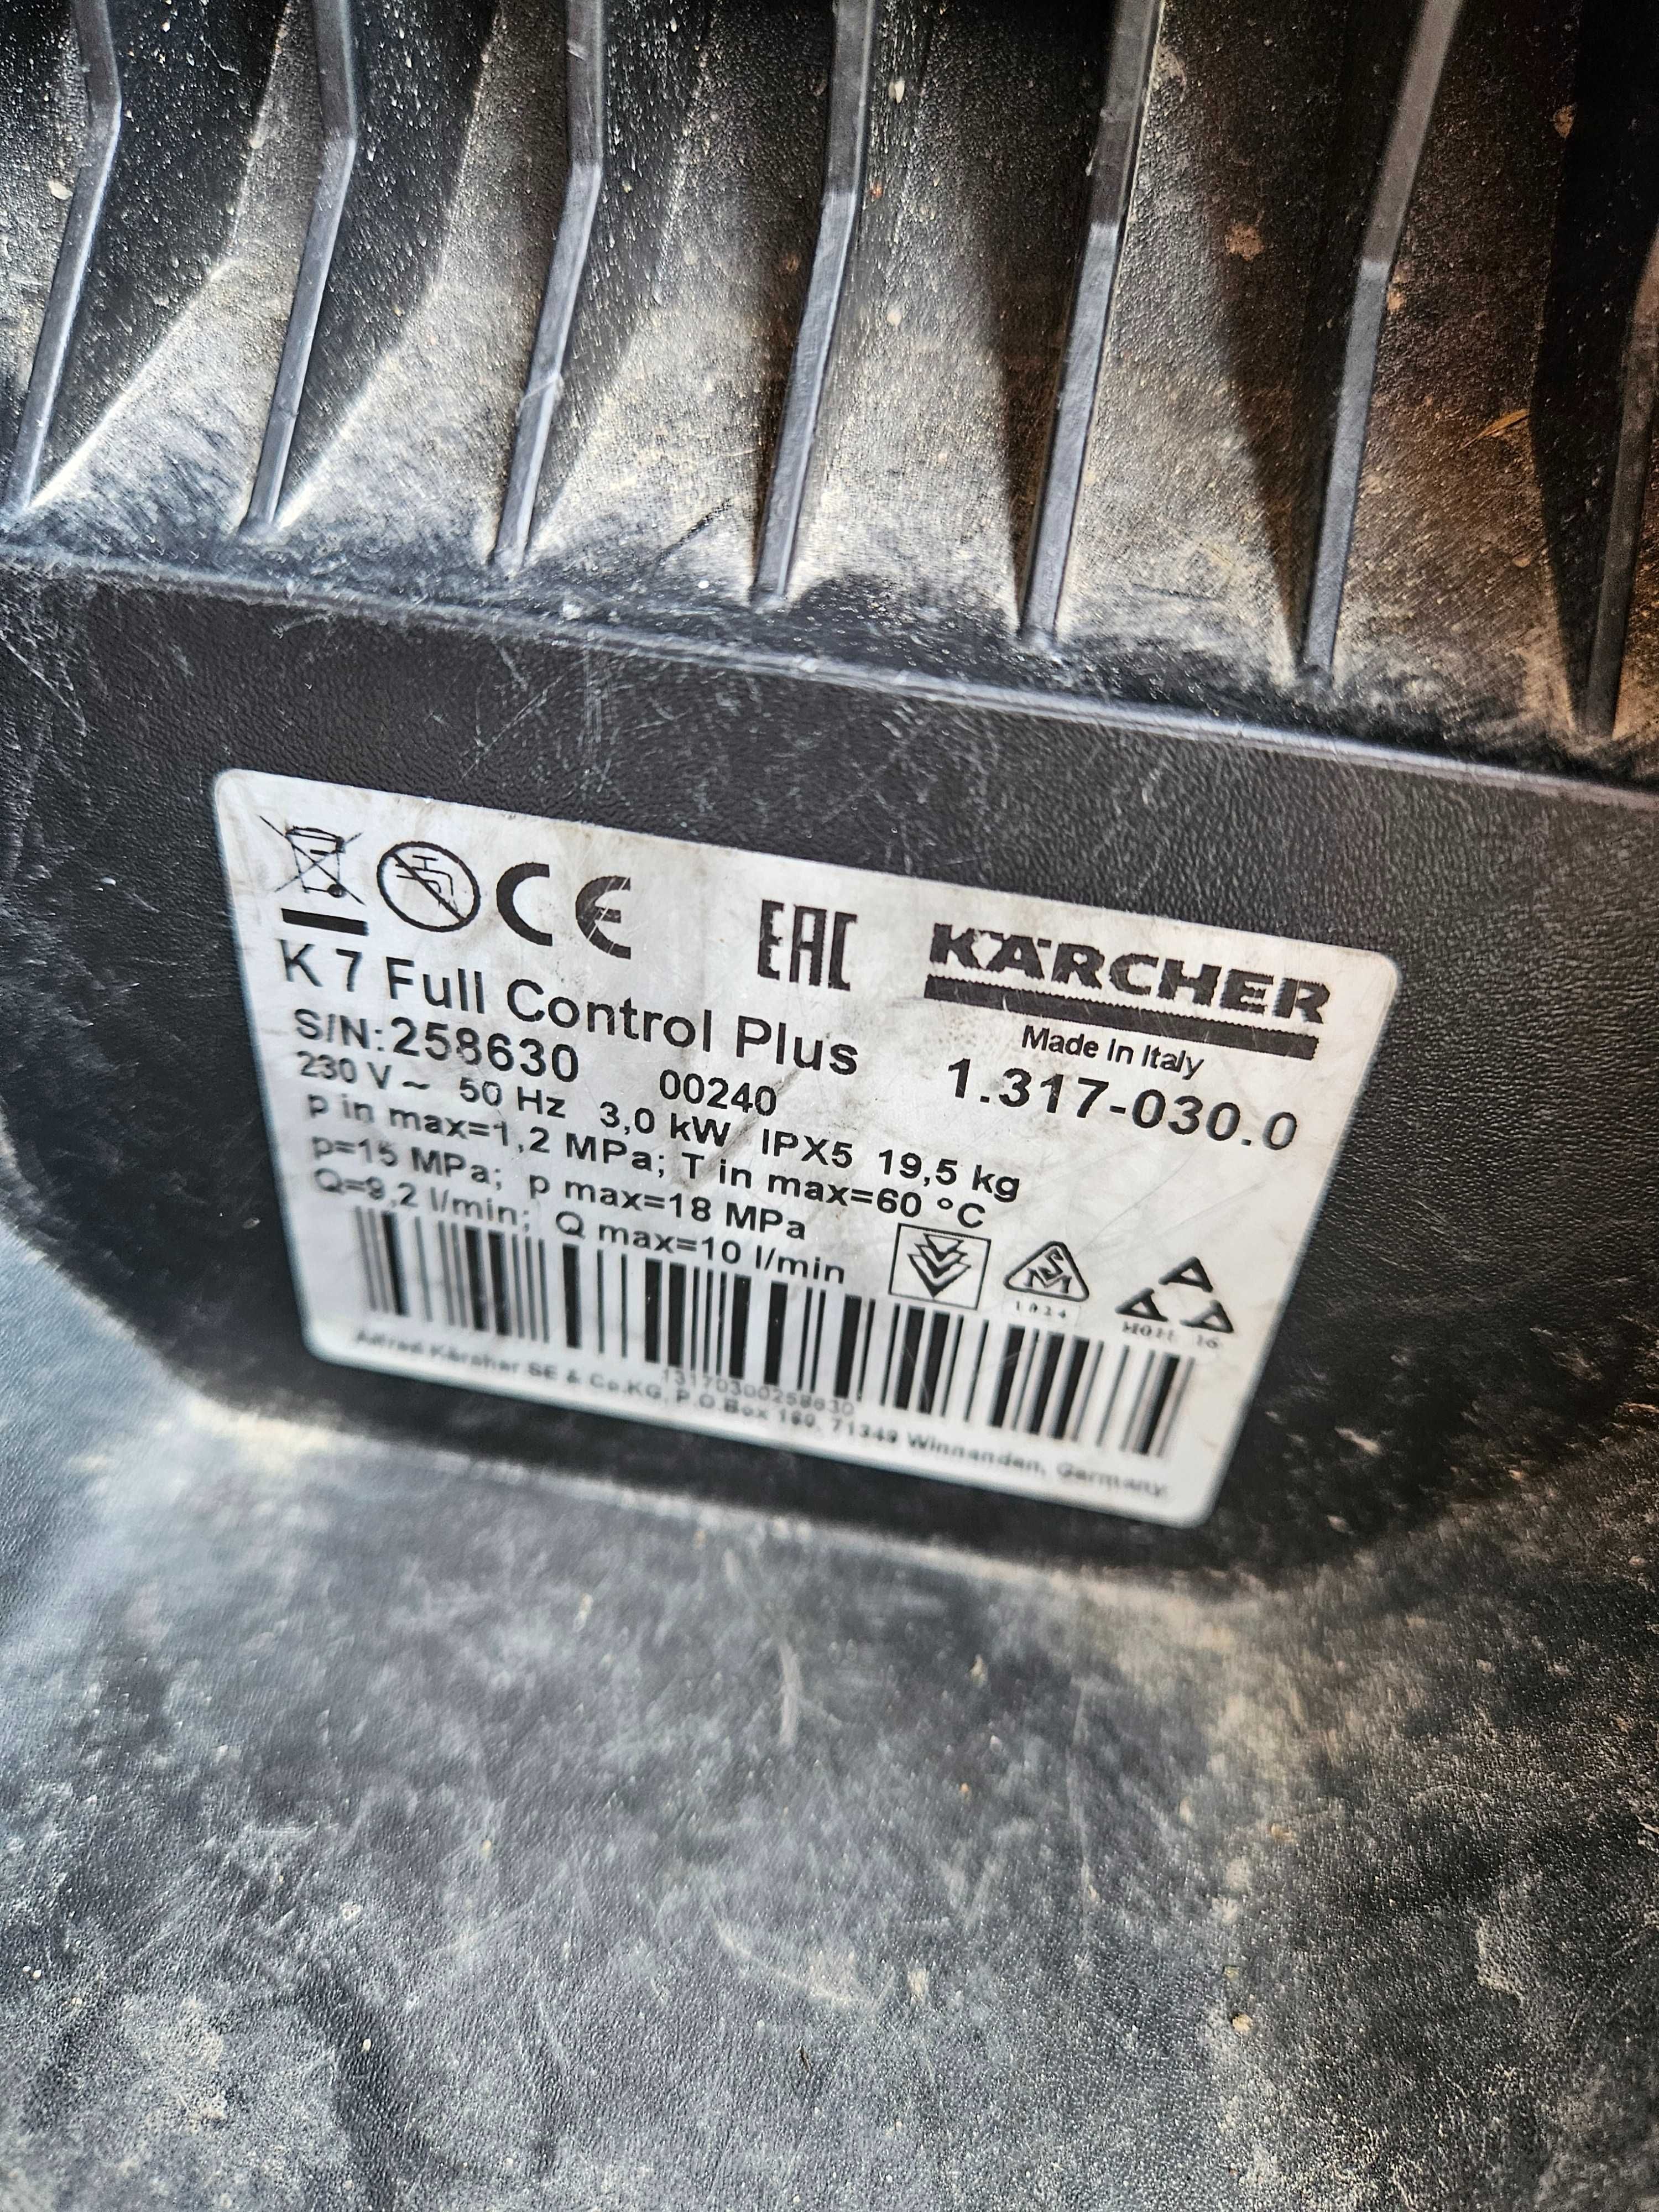 CE EAC KÄRCHER
K 7 Full Control Plus Made in Italy
S/N:258630 00240 1.317-030.0
230 V~ 50 Hz 3,0 kW IPX5 19,5 kg
p in max=1,2 MPa; T in max=60 °C
p=15 MPa; p max=18 MPa
Q=9,2 l/min; Q max=10 l/min
13170300258630
Alfred Kärcher SE & Co.KG, P.O.Box 160, 71349 Winnenden, Germany